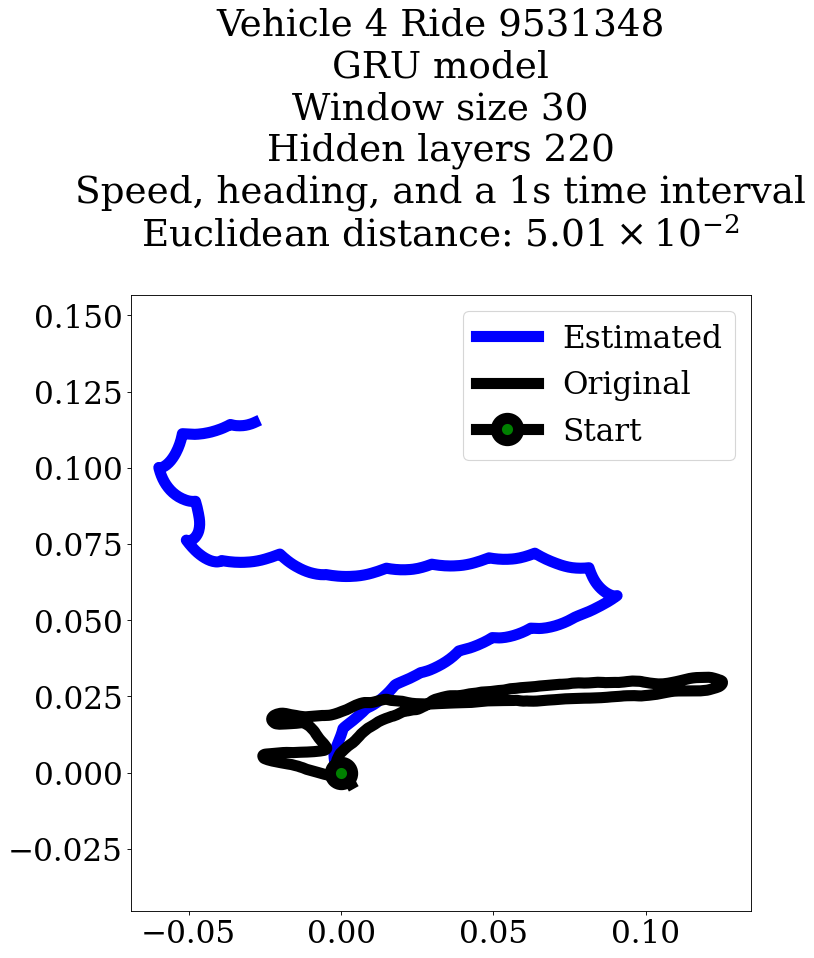 Vehicle 4 Ride 9531348
GRU model
Window size 30
Hidden layers 220
Speed, heading, and a 1s time interval
Euclidean distance: 5.01 × 10⁻²
Estimated
Original
Start
0.150
0.125
0.100
0.075
0.050
0.025
0.000
−0.025
−0.05 0.00 0.05 0.10